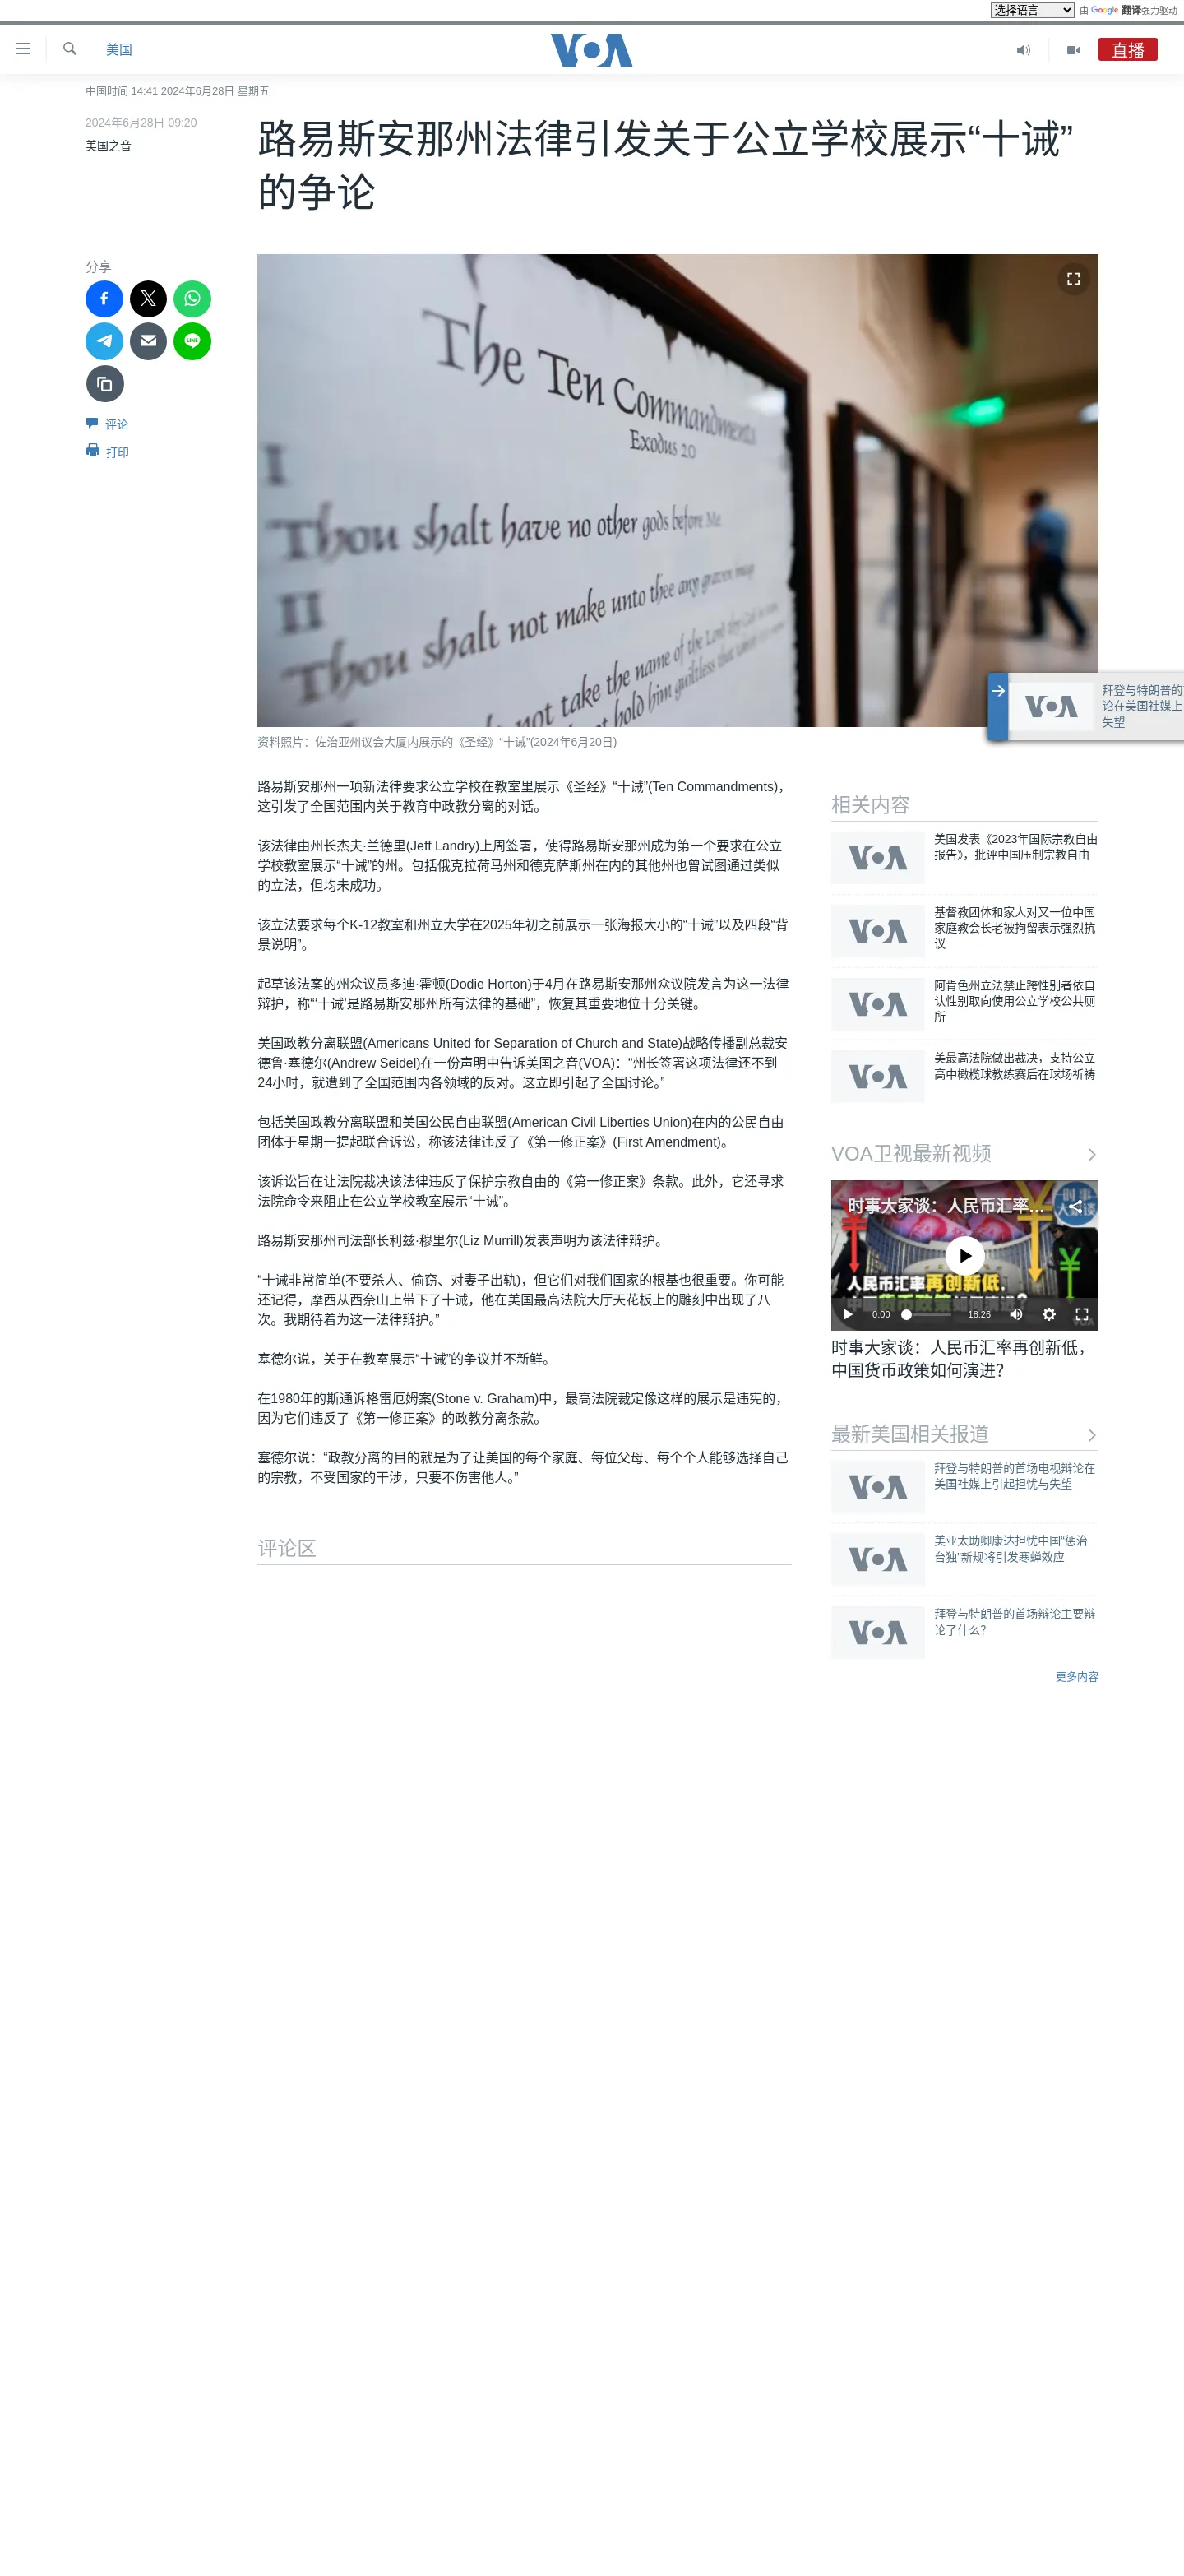 选择语言
由 Google 翻译强力驱动
美国
VOA
直播
中国时间 14:41 2024年6月28日 星期五
2024年6月28日 09:20
美国之音
路易斯安那州法律引发关于公立学校展示“十诫”
的争论
分享
评论
打印
The Ten Commandments
Exodus 20
I
Thou shalt have no other gods before Me
II
Thou shalt not make unto thee any graven image
Thou shalt not take the name of the Lord thy God in vain
not hold him guiltless that
拜登与特朗普的
论在美国社媒上
失望
VOA
资料照片：佐治亚州议会大厦内展示的《圣经》“十诫”(2024年6月20日)
路易斯安那州一项新法律要求公立学校在教室里展示《圣经》“十诫”(Ten Commandments)，
这引发了全国范围内关于教育中政教分离的对话。
该法律由州长杰夫·兰德里(Jeff Landry)上周签署，使得路易斯安那州成为第一个要求在公立
学校教室展示“十诫”的州。包括俄克拉荷马州和德克萨斯州在内的其他州也曾试图通过类似
的立法，但均未成功。
该立法要求每个K-12教室和州立大学在2025年初之前展示一张海报大小的“十诫”以及四段“背
景说明”。
起草该法案的州众议员多迪·霍顿(Dodie Horton)于4月在路易斯安那州众议院发言为这一法律
辩护，称“‘十诫’是路易斯安那州所有法律的基础”，恢复其重要地位十分关键。
美国政教分离联盟(Americans United for Separation of Church and State)战略传播副总裁安
德鲁·塞德尔(Andrew Seidel)在一份声明中告诉美国之音(VOA)：“州长签署这项法律还不到
24小时，就遭到了全国范围内各领域的反对。这立即引起了全国讨论。”
包括美国政教分离联盟和美国公民自由联盟(American Civil Liberties Union)在内的公民自由
团体于星期一提起联合诉讼，称该法律违反了《第一修正案》(First Amendment)。
该诉讼旨在让法院裁决该法律违反了保护宗教自由的《第一修正案》条款。此外，它还寻求
法院命令来阻止在公立学校教室展示“十诫”。
路易斯安那州司法部长利兹·穆里尔(Liz Murrill)发表声明为该法律辩护。
“十诫非常简单(不要杀人、偷窃、对妻子出轨)，但它们对我们国家的根基也很重要。你可能
还记得，摩西从西奈山上带下了十诫，他在美国最高法院大厅天花板上的雕刻中出现了八
次。我期待着为这一法律辩护。”
塞德尔说，关于在教室展示“十诫”的争议并不新鲜。
在1980年的斯通诉格雷厄姆案(Stone v. Graham)中，最高法院裁定像这样的展示是违宪的，
因为它们违反了《第一修正案》的政教分离条款。
塞德尔说：“政教分离的目的就是为了让美国的每个家庭、每位父母、每个个人能够选择自己
的宗教，不受国家的干涉，只要不伤害他人。”
评论区
相关内容
VOA
美国发表《2023年国际宗教自由
报告》，批评中国压制宗教自由
VOA
基督教团体和家人对又一位中国
家庭教会长老被拘留表示强烈抗
议
VOA
阿肯色州立法禁止跨性别者依自
认性别取向使用公立学校公共厕
所
VOA
美最高法院做出裁决，支持公立
高中橄榄球教练赛后在球场祈祷
VOA卫视最新视频
时事大家谈：人民币汇率...
时事
大家谈
人民币汇率再创新低，
0:00
18:26
时事大家谈：人民币汇率再创新低，
中国货币政策如何演进？
最新美国相关报道
VOA
拜登与特朗普的首场电视辩论在
美国社媒上引起担忧与失望
VOA
美亚太助卿康达担忧中国“惩治
台独”新规将引发寒蝉效应
VOA
拜登与特朗普的首场辩论主要辩
论了什么？
更多内容